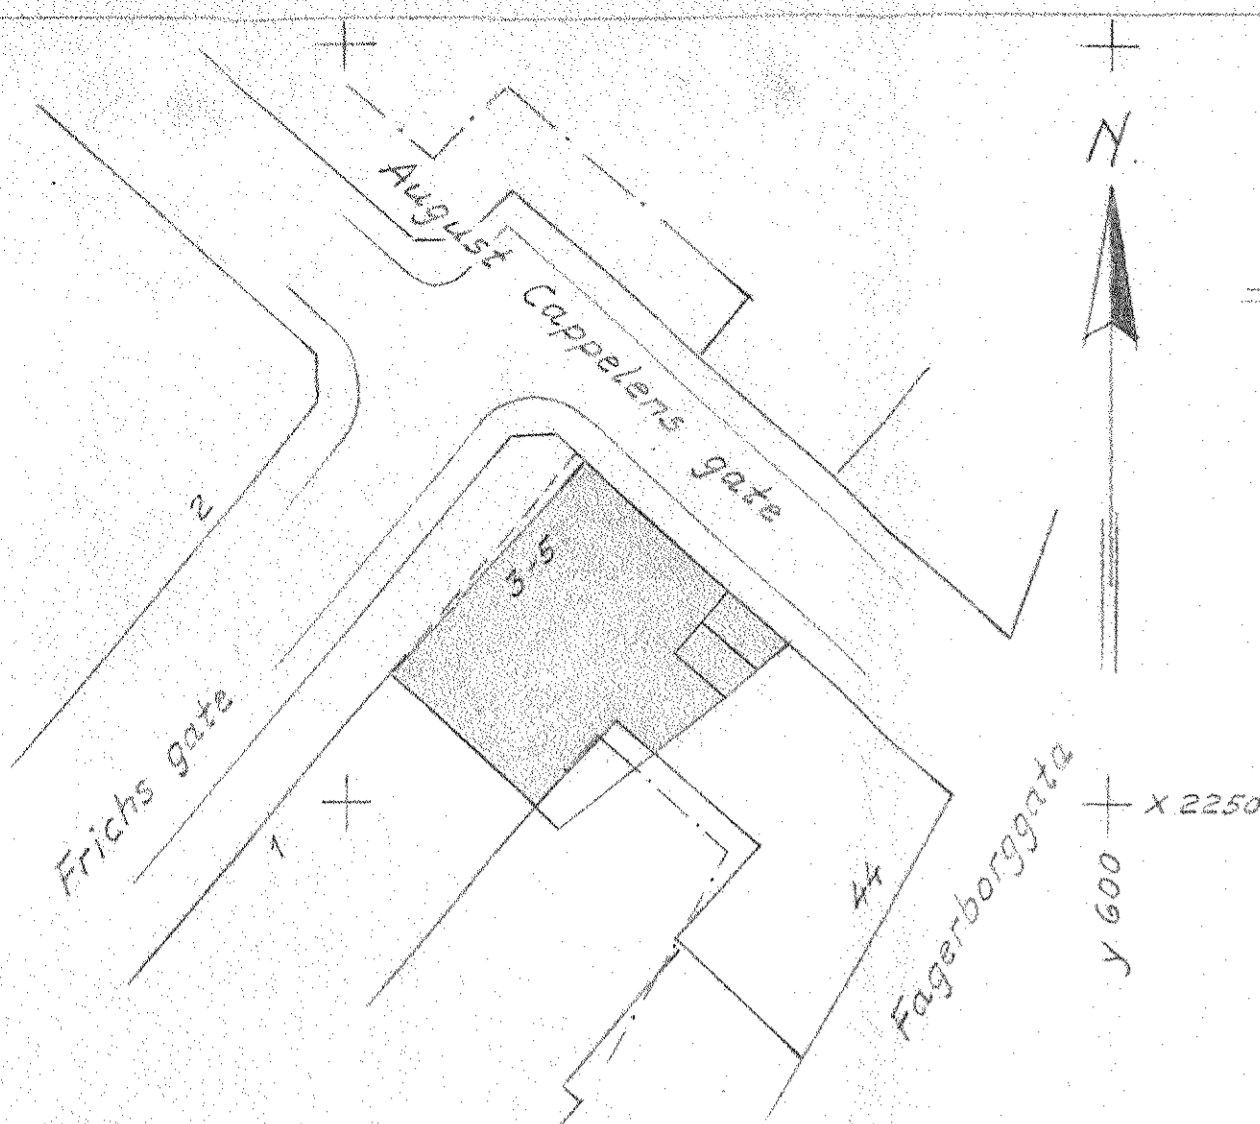 N.
August Cappelens gate
2
3-5
Frichs gate
1
44
Fagerborggata
X 2250
y 600